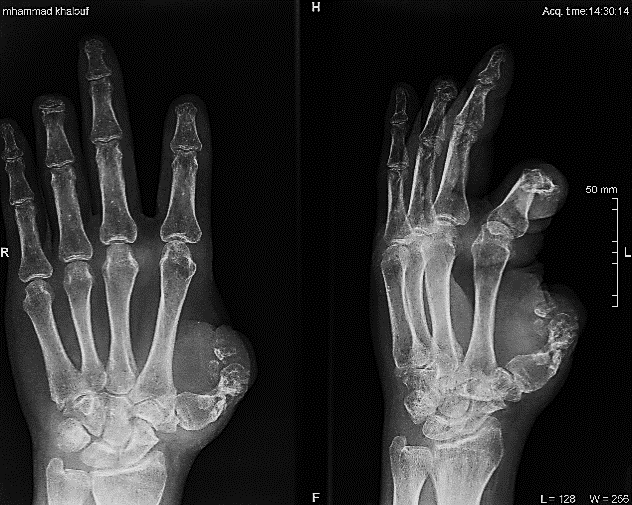 mhammad khalouf
H
Acq. time:14:30:14
50 mm
R
L
F
L = 128 W = 256